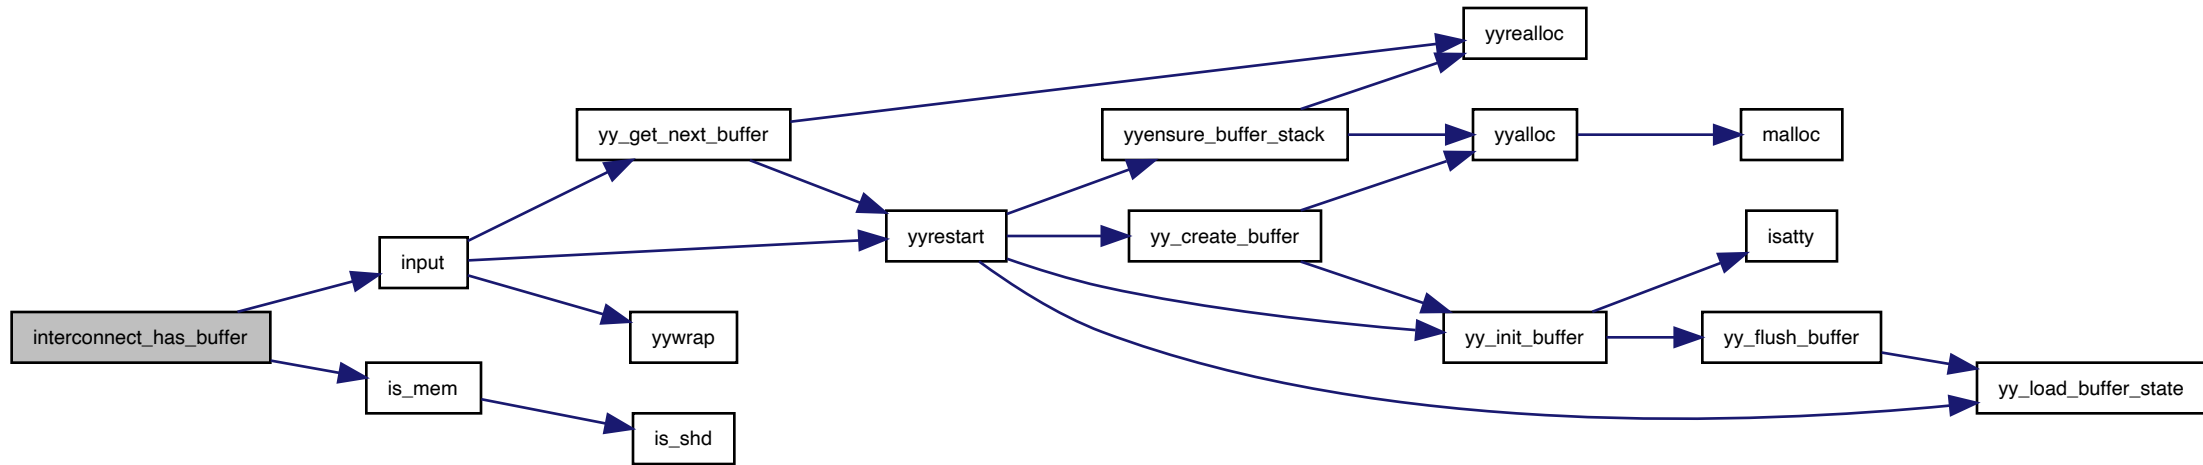 interconnect_has_buffer
input
is_mem
yy_get_next_buffer
yywrap
is_shd
yyrestart
yyensure_buffer_stack
yy_create_buffer
yyrealloc
yyalloc
yy_init_buffer
malloc
isatty
yy_flush_buffer
yy_load_buffer_state